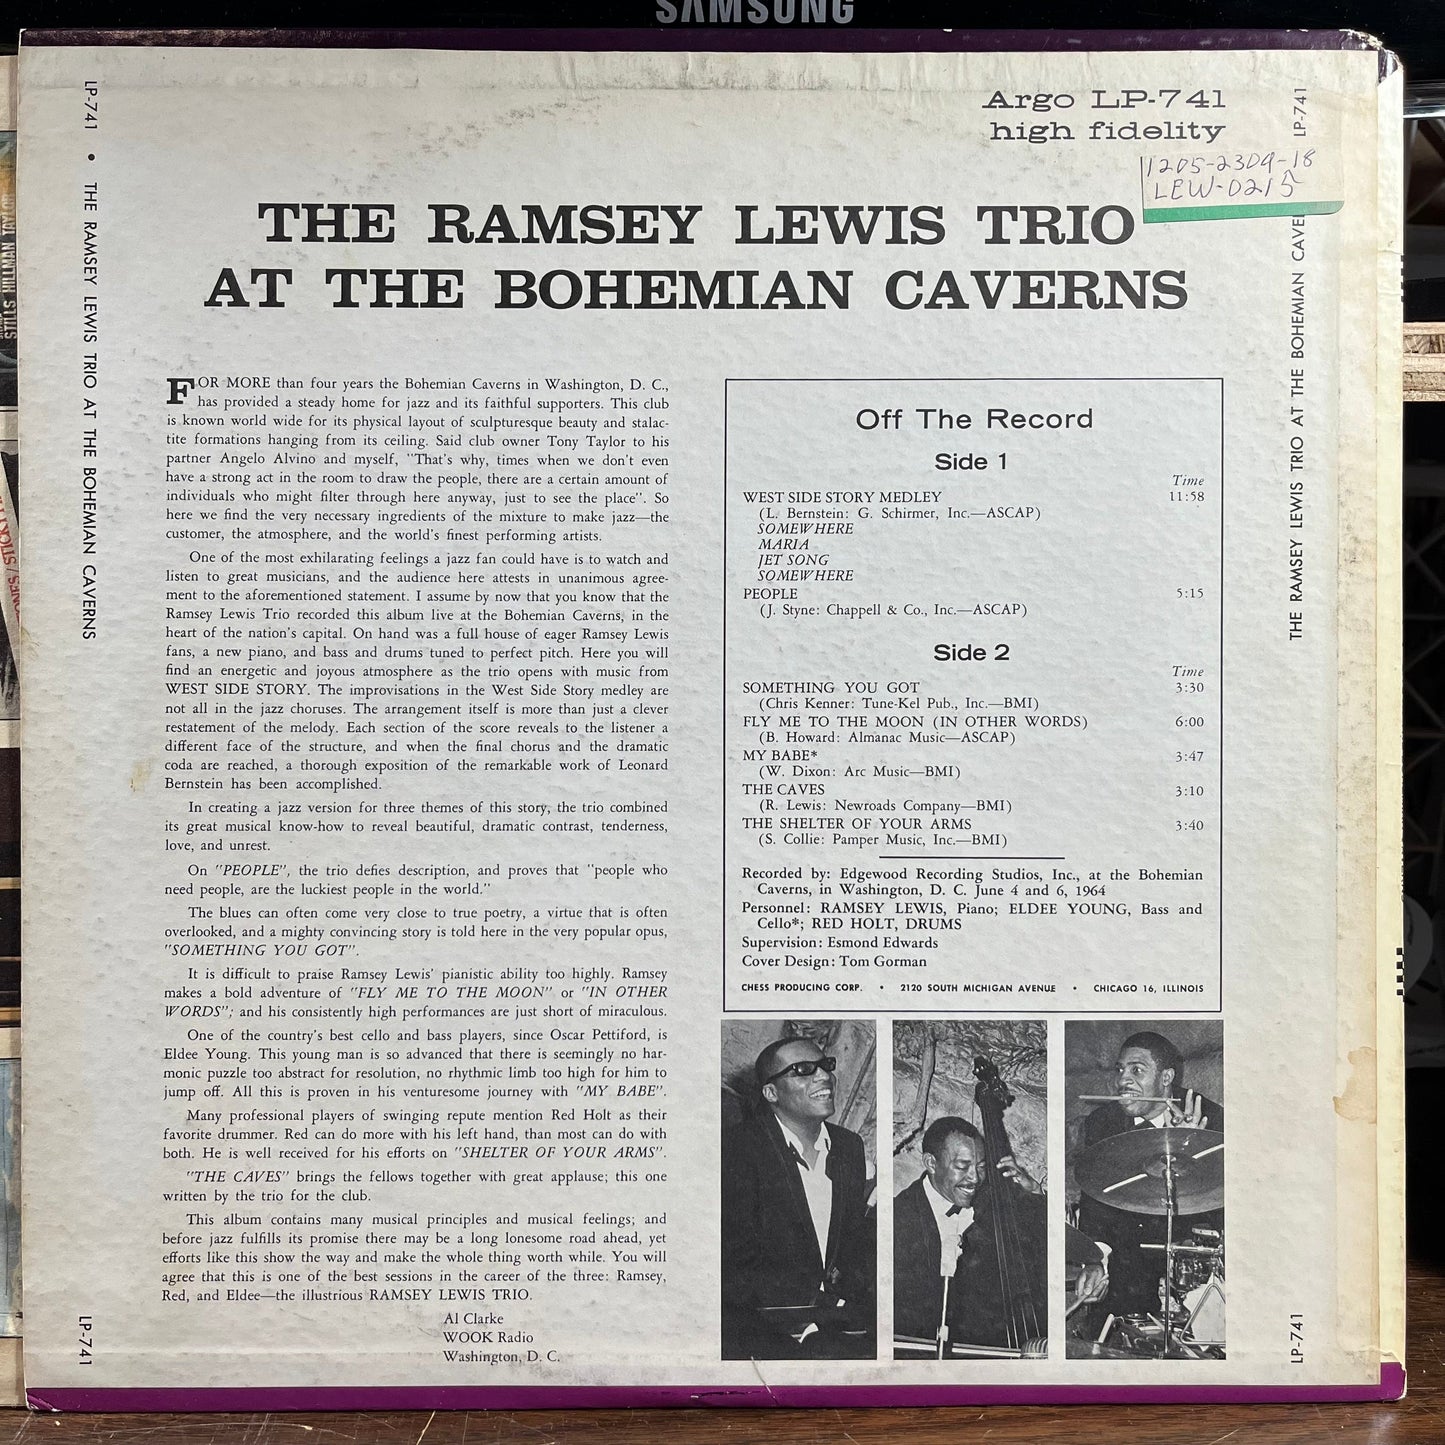 SAMSUNG
LP-741 • THE RAMSEY LEWIS TRIO AT THE BOHEMIAN CAVERNS
LP-741
STILLS HILLMAN TAYLOR
Argo LP-741
high fidelity
1205-2309-18
LEW-0215
THE RAMSEY LEWIS TRIO
AT THE BOHEMIAN CAVERNS
FOR MORE than four years the Bohemian Caverns in Washington, D. C.,
has provided a steady home for jazz and its faithful supporters. This club
is known world wide for its physical layout of sculpturesque beauty and stalac-
tite formations hanging from its ceiling. Said club owner Tony Taylor to his
partner Angelo Alvino and myself, "That's why, times when we don't even
have a strong act in the room to draw the people, there are a certain amount of
individuals who might filter through here anyway, just to see the place". So
here we find the very necessary ingredients of the mixture to make jazz—the
customer, the atmosphere, and the world's finest performing artists.
One of the most exhilarating feelings a jazz fan could have is to watch and
listen to great musicians, and the audience here attests in unanimous agree-
ment to the aforementioned statement. I assume by now that you know that the
Ramsey Lewis Trio recorded this album live at the Bohemian Caverns, in the
heart of the nation's capital. On hand was a full house of eager Ramsey Lewis
fans, a new piano, and bass and drums tuned to perfect pitch. Here you will
find an energetic and joyous atmosphere as the trio opens with music from
WEST SIDE STORY. The improvisations in the West Side Story medley are
not all in the jazz choruses. The arrangement itself is more than just a clever
restatement of the melody. Each section of the score reveals to the listener a
different face of the structure, and when the final chorus and the dramatic
coda are reached, a thorough exposition of the remarkable work of Leonard
Bernstein has been accomplished.
In creating a jazz version for three themes of this story, the trio combined
its great musical know-how to reveal beautiful, dramatic contrast, tenderness,
love, and unrest.
On "PEOPLE", the trio defies description, and proves that "people who
need people, are the luckiest people in the world."
The blues can often come very close to true poetry, a virtue that is often
overlooked, and a mighty convincing story is told here in the very popular opus,
"SOMETHING YOU GOT".
It is difficult to praise Ramsey Lewis' pianistic ability too highly. Ramsey
makes a bold adventure of "FLY ME TO THE MOON" or "IN OTHER
WORDS"; and his consistently high performances are just short of miraculous.
One of the country's best cello and bass players, since Oscar Pettiford, is
Eldee Young. This young man is so advanced that there is seemingly no har-
monic puzzle too abstract for resolution, no rhythmic limb too high for him to
jump off. All this is proven in his venturesome journey with "MY BABE".
Many professional players of swinging repute mention Red Holt as their
favorite drummer. Red can do more with his left hand, than most can do with
both. He is well received for his efforts on "SHELTER OF YOUR ARMS".
"THE CAVES" brings the fellows together with great applause; this one
written by the trio for the club.
This album contains many musical principles and musical feelings; and
before jazz fulfills its promise there may be a long lonesome road ahead, yet
efforts like this show the way and make the whole thing worth while. You will
agree that this is one of the best sessions in the career of the three: Ramsey,
Red, and Eldee—the illustrious RAMSEY LEWIS TRIO.
Al Clarke
WOOK Radio
Washington, D. C.
Off The Record
Side 1
Time
WEST SIDE STORY MEDLEY 11:58
(L. Bernstein: G. Schirmer, Inc.—ASCAP)
SOMEWHERE
MARIA
JET SONG
SOMEWHERE
PEOPLE 5:15
(J. Styne: Chappell & Co., Inc.—ASCAP)
Side 2
Time
SOMETHING YOU GOT 3:30
(Chris Kenner: Tune-Kel Pub., Inc.—BMI)
FLY ME TO THE MOON (IN OTHER WORDS) 6:00
(B. Howard: Almanac Music—ASCAP)
MY BABE* 3:47
(W. Dixon: Arc Music—BMI)
THE CAVES 3:10
(R. Lewis: Newroads Company—BMI)
THE SHELTER OF YOUR ARMS 3:40
(S. Collie: Pamper Music, Inc.—BMI)
Recorded by: Edgewood Recording Studios, Inc., at the Bohemian
Caverns, in Washington, D. C. June 4 and 6, 1964
Personnel: RAMSEY LEWIS, Piano; ELDEE YOUNG, Bass and
Cello*; RED HOLT, DRUMS
Supervision: Esmond Edwards
Cover Design: Tom Gorman
CHESS PRODUCING CORP. • 2120 SOUTH MICHIGAN AVENUE • CHICAGO 16, ILLINOIS
LP-741
THE RAMSEY LEWIS TRIO AT THE BOHEMIAN CAVE
LP-741